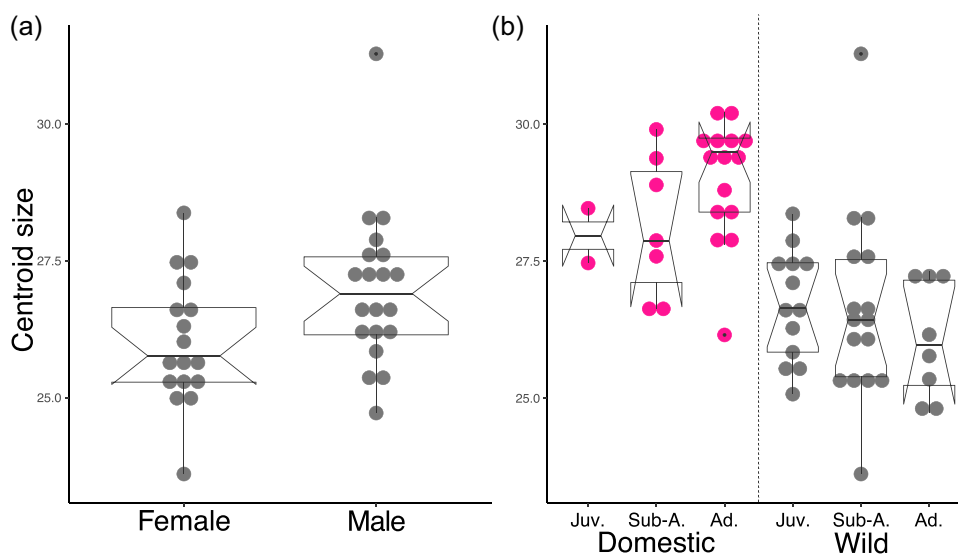 (a)
(b)
Centroid size
30.0
27.5
25.0
Female Male
30.0
27.5
25.0
Juv. Sub-A. Ad. Juv. Sub-A. Ad.
Domestic Wild